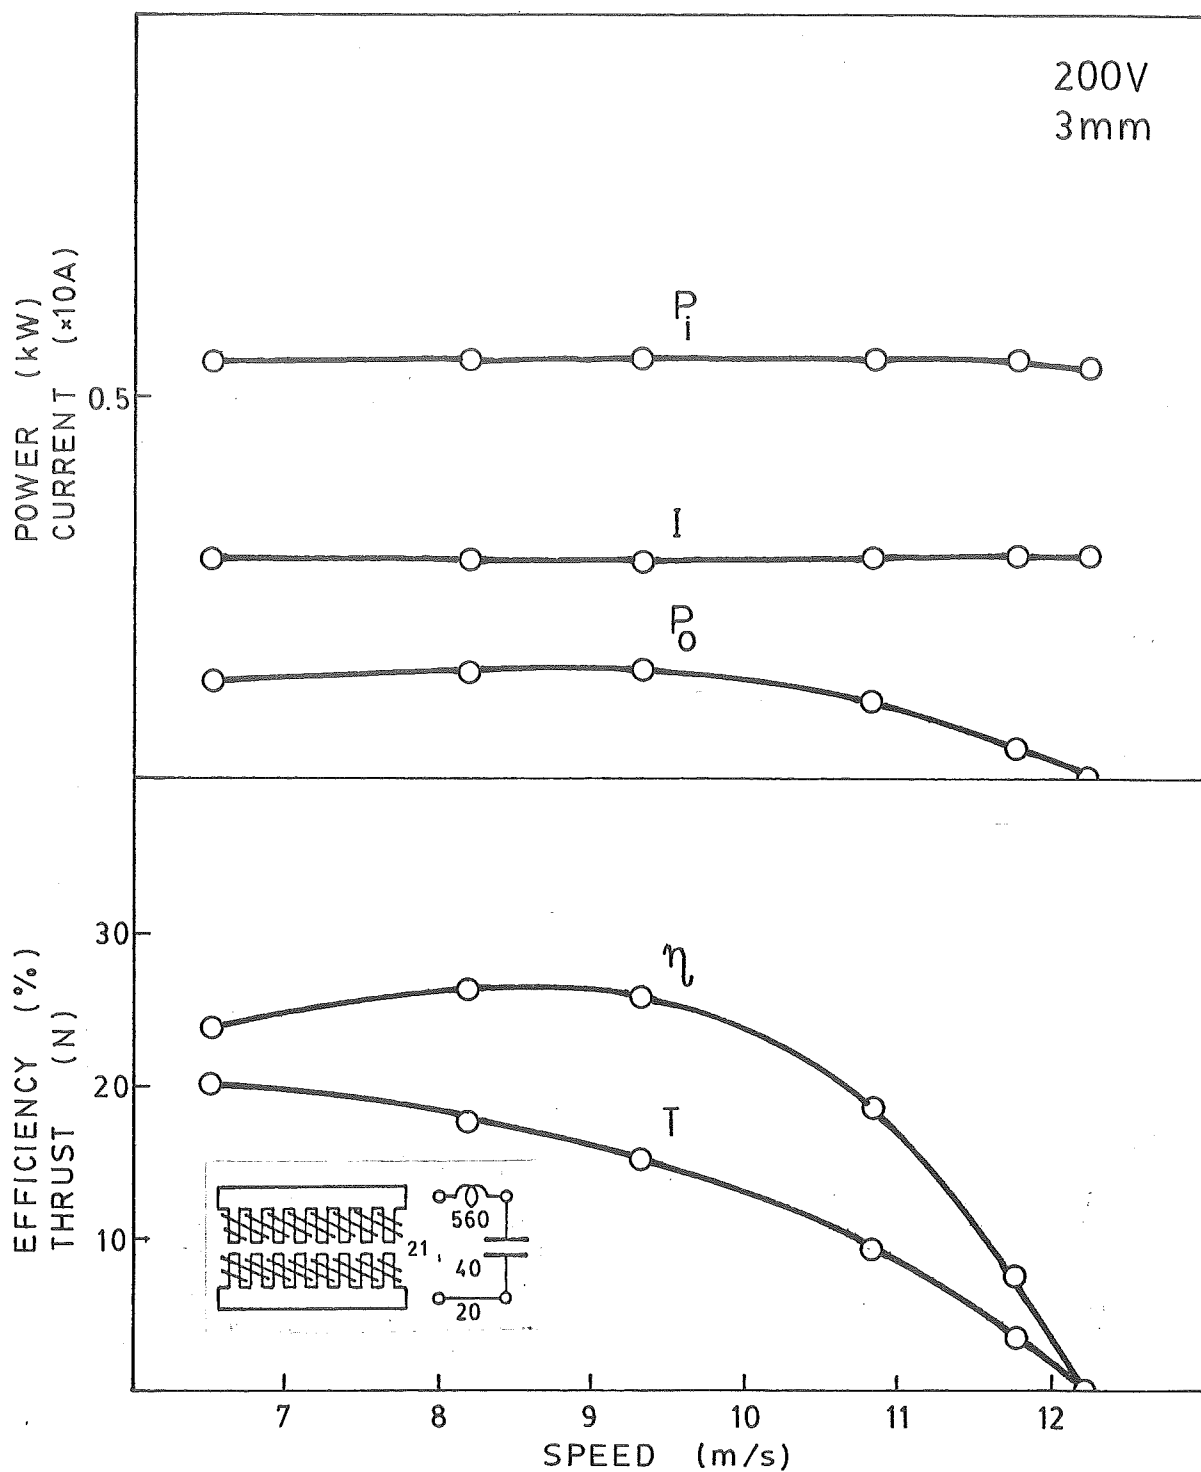 200V
3mm
POWER (kW)
CURRENT (×10A)
0.5
Pi
I
Po
EFFICIENCY (%)
THRUST (N)
30
20
10
η
T
560
21, 40
20
7 8 9 10 11 12
SPEED (m/s)